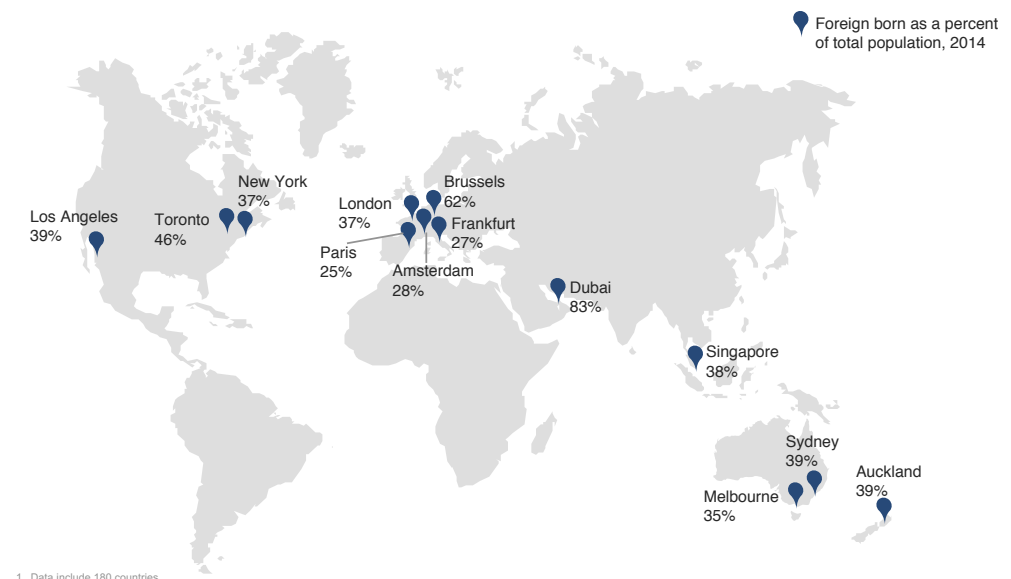 Foreign born as a percent
of total population, 2014
New York
37%
Los Angeles
39%
Toronto
46%
London
37%
Brussels
62%
Frankfurt
27%
Paris
25%
Amsterdam
28%
Dubai
83%
Singapore
38%
Sydney
39%
Auckland
39%
Melbourne
35%
1 Data include 180 countries